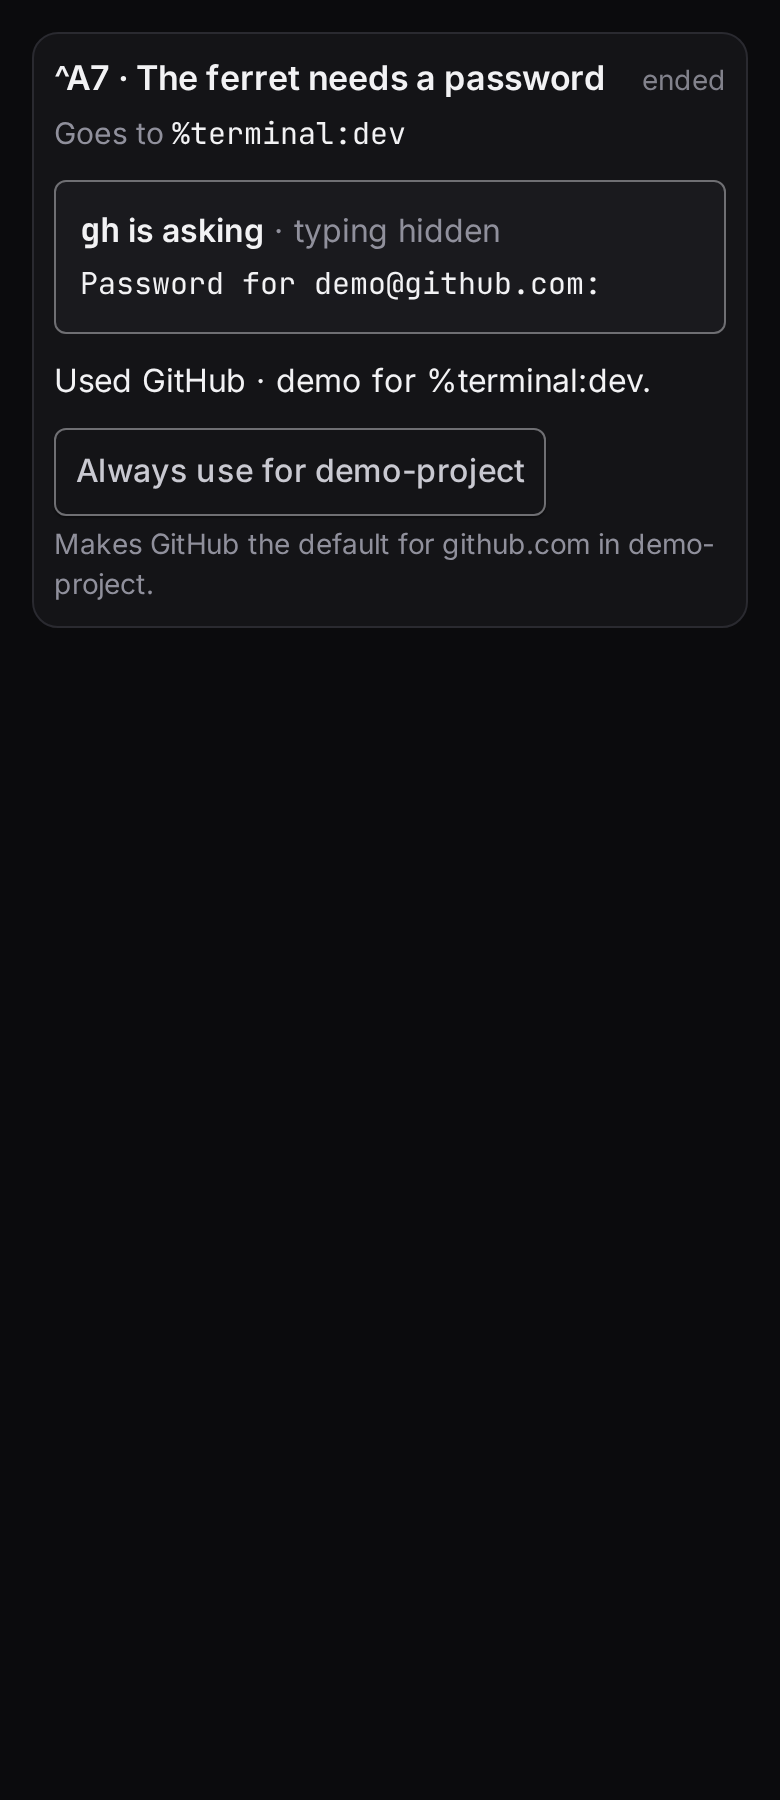 ^A7 · The ferret needs a password ended
Goes to %terminal:dev
gh is asking · typing hidden
Password for demo@github.com:
Used GitHub · demo for %terminal:dev.
Always use for demo-project
Makes GitHub the default for github.com in demo-
project.